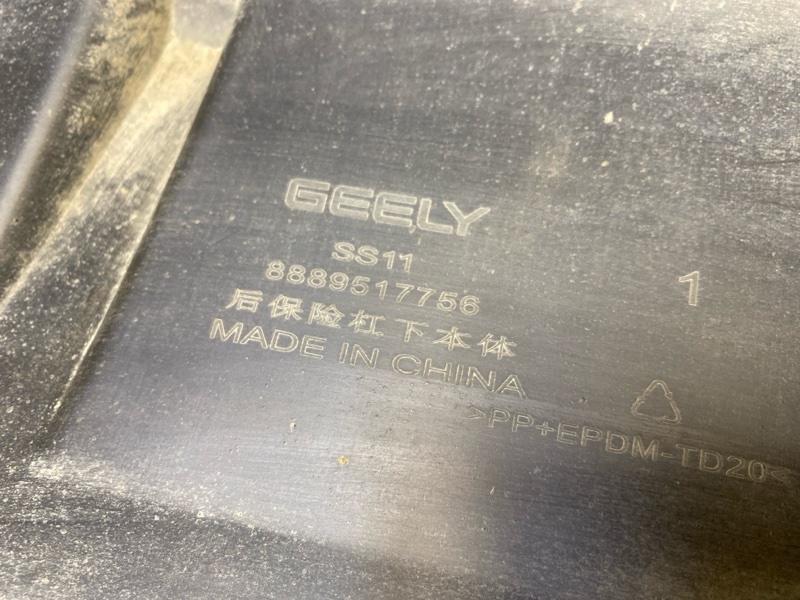 GEELY
SS11
8889517756
1
后保险杠下本体
MADE IN CHINA
>PP+EPDM-TD20<